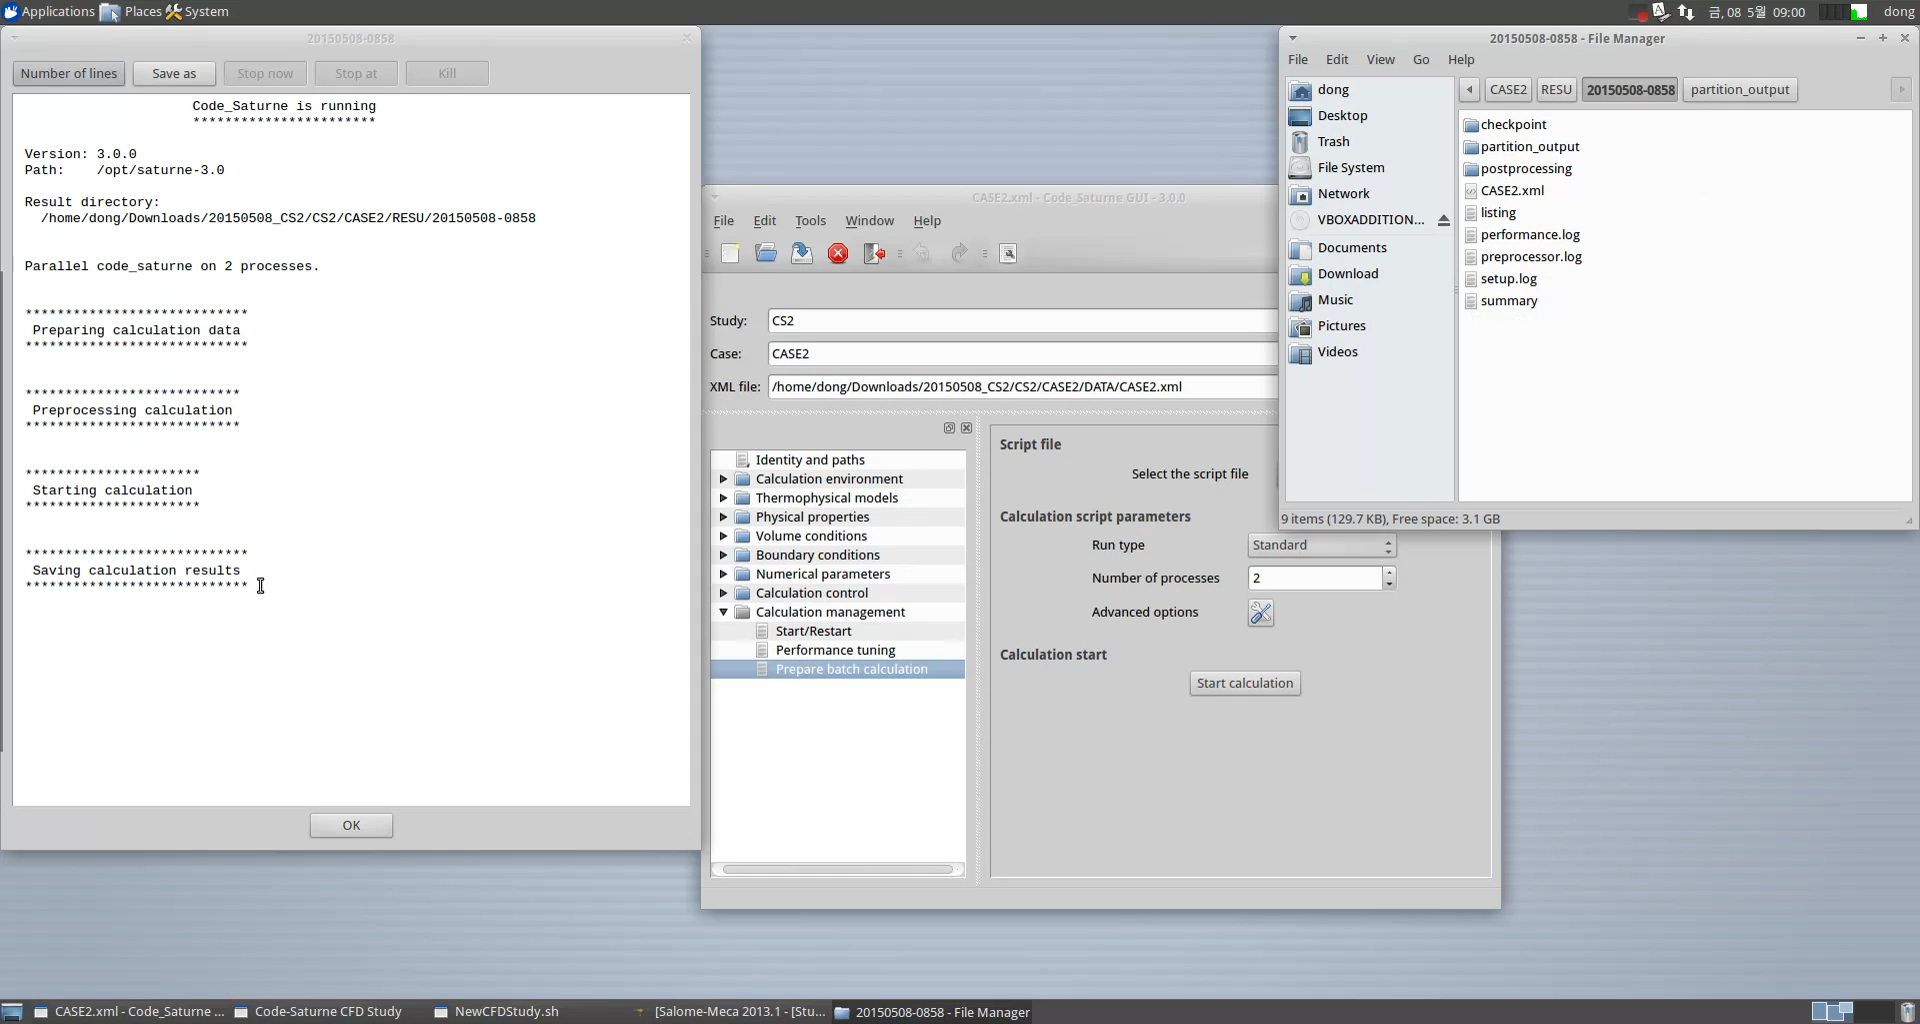 Applications Places System
금, 08 5월 09:00 dong
20150508-0858
Number of lines Save as Stop now Stop at Kill
Code_Saturne is running
***********************
Version: 3.0.0
Path: /opt/saturne-3.0
Result directory:
/home/dong/Downloads/20150508_CS2/CS2/CASE2/RESU/20150508-0858
Parallel code_saturne on 2 processes.
****************************
Preparing calculation data
****************************
***************************
Preprocessing calculation
***************************
**********************
Starting calculation
**********************
****************************
Saving calculation results
****************************
OK
CASE2.xml - Code_Saturne GUI - 3.0.0
File Edit Tools Window Help
Study: CS2
Case: CASE2
XML file: /home/dong/Downloads/20150508_CS2/CS2/CASE2/DATA/CASE2.xml
Identity and paths
Calculation environment
Thermophysical models
Physical properties
Volume conditions
Boundary conditions
Numerical parameters
Calculation control
Calculation management
Start/Restart
Performance tuning
Prepare batch calculation
Script file
Select the script file
Calculation script parameters
Run type Standard
Number of processes 2
Advanced options
Calculation start
Start calculation
20150508-0858 - File Manager
File Edit View Go Help
CASE2 RESU 20150508-0858 partition_output
dong
Desktop
Trash
File System
Network
VBOXADDITION...
Documents
Download
Music
Pictures
Videos
checkpoint
partition_output
postprocessing
CASE2.xml
listing
performance.log
preprocessor.log
setup.log
summary
9 items (129.7 KB), Free space: 3.1 GB
CASE2.xml - Code_Saturne ... Code-Saturne CFD Study NewCFDStudy.sh [Salome-Meca 2013.1 - [Stu... 20150508-0858 - File Manager